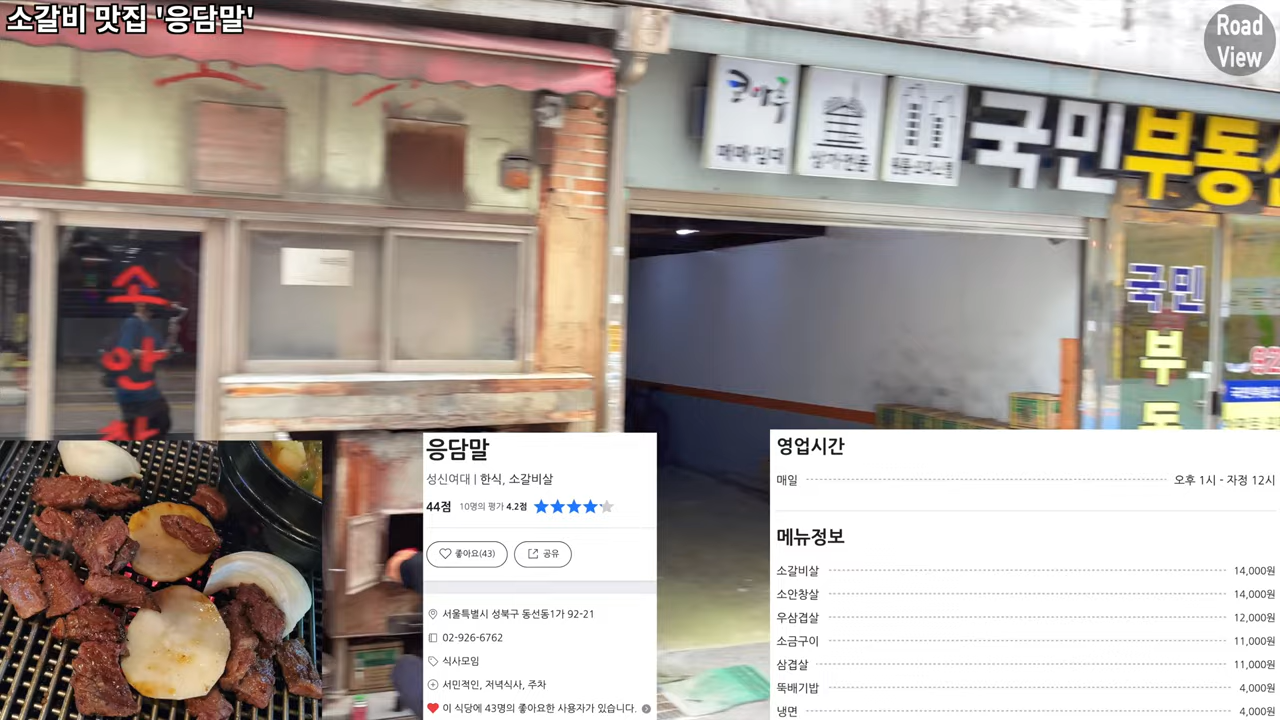 소갈비 맛집 '응담말'
Road
View
매매·임대
상가전문
원룸·오피스텔
국민부동
소
안
국민
부
동
응담말
성신여대 | 한식, 소갈비살
44점 10명의 평가 4.2점
좋아요(43)
공유
서울특별시 성북구 동선동1가 92-21
02-926-6762
식사모임
서민적인, 저녁식사, 주차
이 식당에 43명의 좋아요한 사용자가 있습니다.
영업시간
매일 오후 1시 - 자정 12시
메뉴정보
소갈비살 14,000원
소안창살 14,000원
우삼겹살 12,000원
소금구이 11,000원
삼겹살 11,000원
뚝배기밥 4,000원
냉면 4,000원